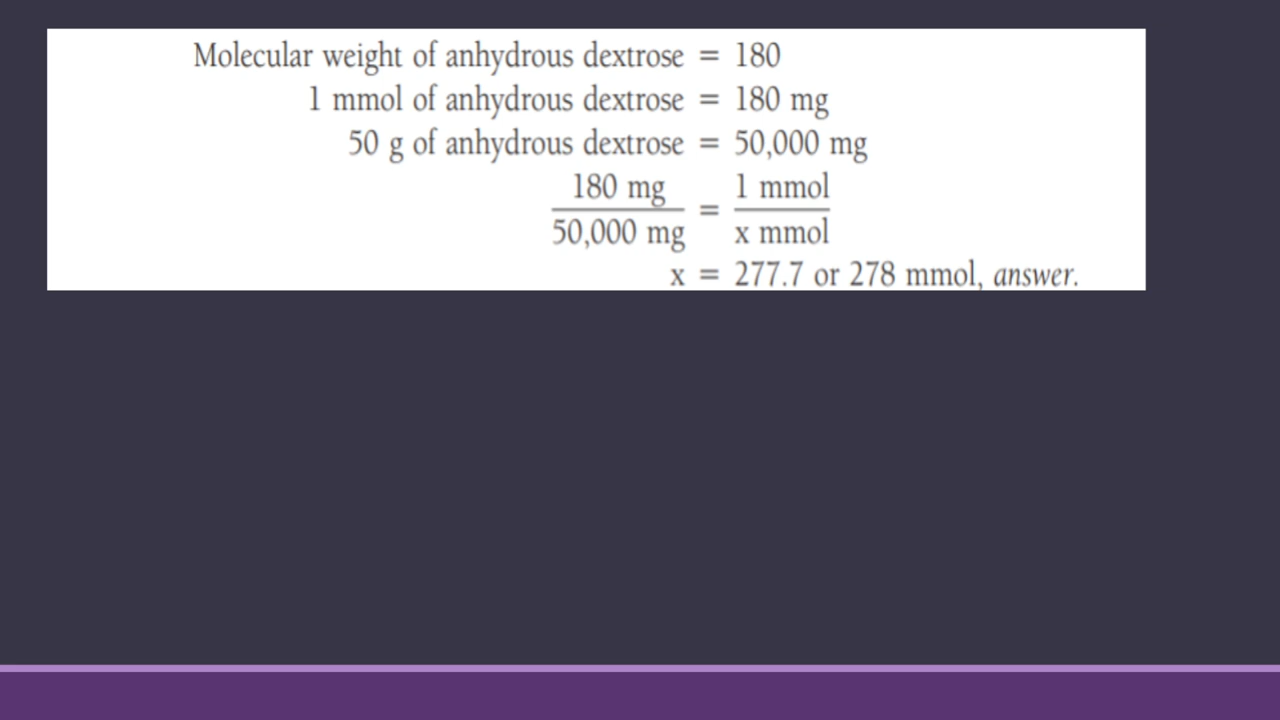 Molecular weight of anhydrous dextrose = 180
1 mmol of anhydrous dextrose = 180 mg
50 g of anhydrous dextrose = 50,000 mg
180 mg / 50,000 mg = 1 mmol / x mmol
x = 277.7 or 278 mmol, answer.